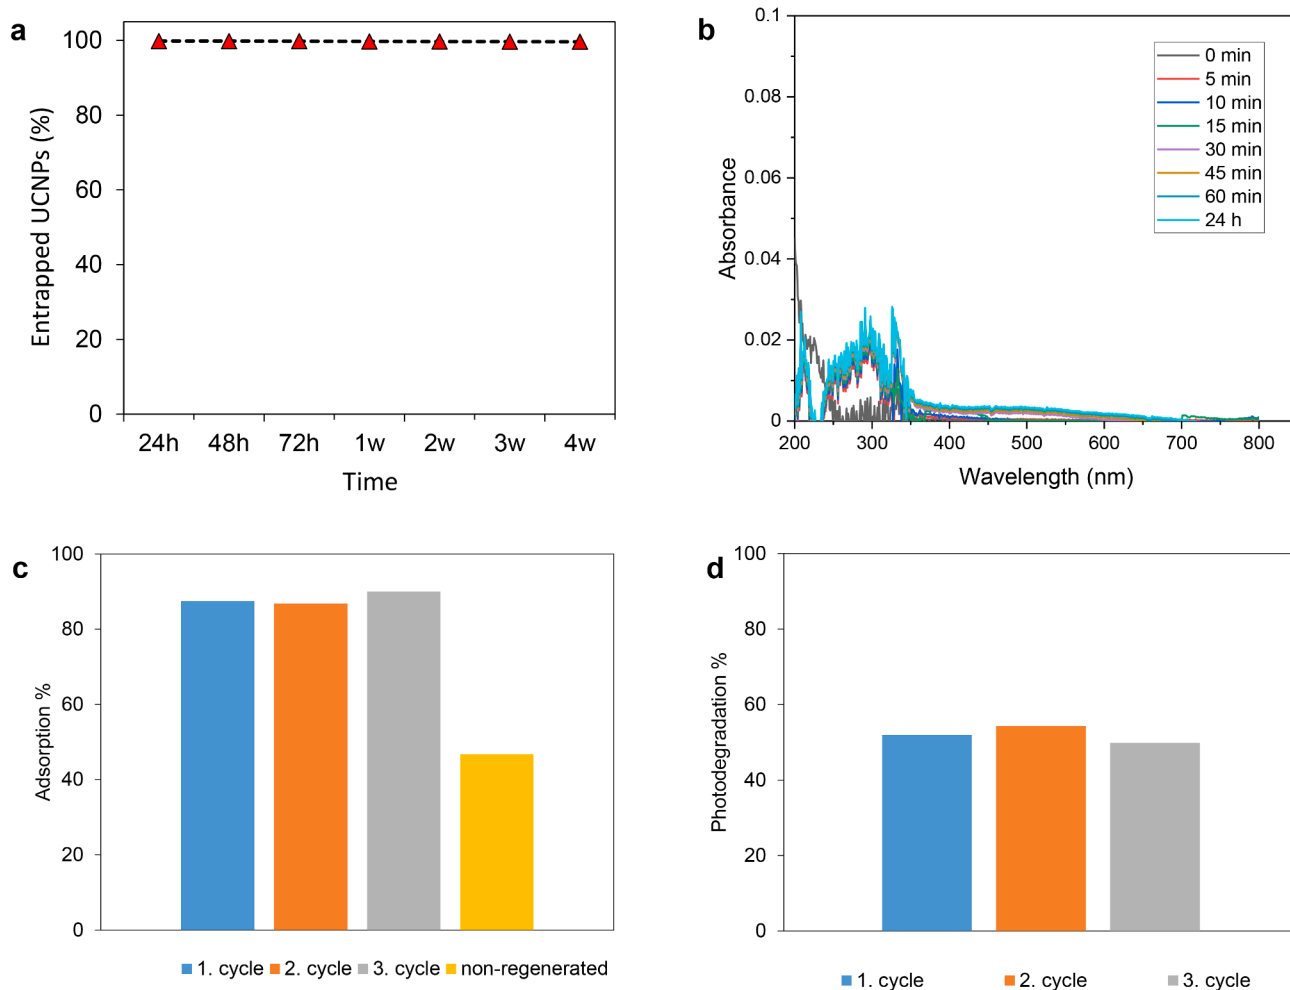 a
100
80
60
40
20
0
Entrapped UCNPs (%)
24h 48h 72h 1w 2w 3w 4w
Time
b
0.1
0.08
0.06
0.04
0.02
0
Absorbance
200 300 400 500 600 700 800
Wavelength (nm)
0 min
5 min
10 min
15 min
30 min
45 min
60 min
24 h
c
100
80
60
40
20
0
Adsorption %
1. cycle 2. cycle 3. cycle non-regenerated
d
100
80
60
40
20
0
Photodegradation %
1. cycle 2. cycle 3. cycle